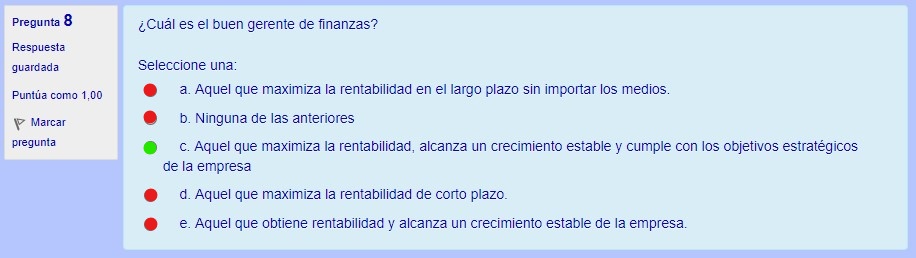 Pregunta 8
Respuesta
guardada
Puntúa como 1,00
Marcar
pregunta
¿Cuál es el buen gerente de finanzas?
Seleccione una:
a. Aquel que maximiza la rentabilidad en el largo plazo sin importar los medios.
b. Ninguna de las anteriores
c. Aquel que maximiza la rentabilidad, alcanza un crecimiento estable y cumple con los objetivos estratégicos
de la empresa
d. Aquel que maximiza la rentabilidad de corto plazo.
e. Aquel que obtiene rentabilidad y alcanza un crecimiento estable de la empresa.